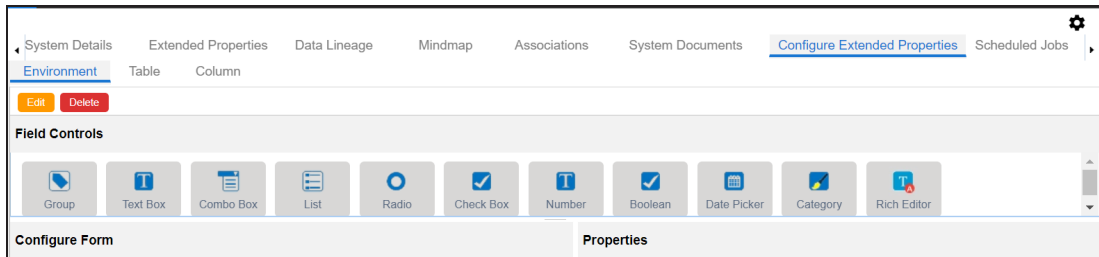 System Details Extended Properties Data Lineage Mindmap Associations System Documents Configure Extended Properties Scheduled Jobs
Environment Table Column
Edit Delete
Field Controls
Group Text Box Combo Box List Radio Check Box Number Boolean Date Picker Category Rich Editor
Configure Form Properties